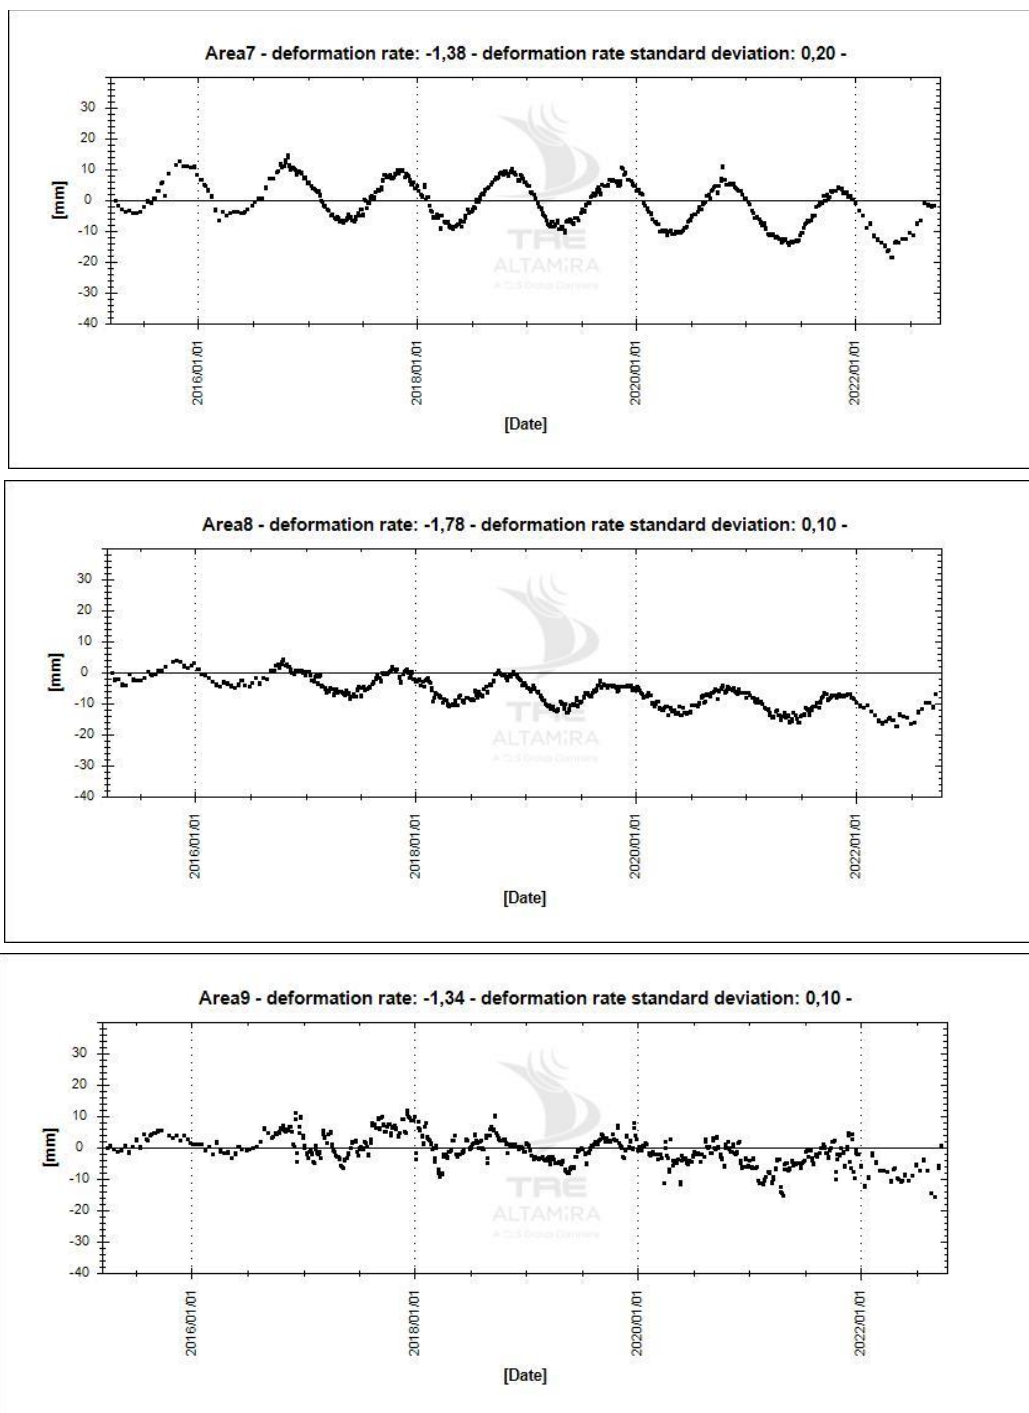 Area7 - deformation rate: -1,38 - deformation rate standard deviation: 0,20 -
30
20
10
0
-10
-20
-30
-40
[mm]
TRE
ALTAMIRA
2016/01/01
2018/01/01
2020/01/01
2022/01/01
[Date]
Area8 - deformation rate: -1,78 - deformation rate standard deviation: 0,10 -
30
20
10
0
-10
-20
-30
-40
[mm]
TRE
ALTAMIRA
2016/01/01
2018/01/01
2020/01/01
2022/01/01
[Date]
Area9 - deformation rate: -1,34 - deformation rate standard deviation: 0,10 -
30
20
10
0
-10
-20
-30
-40
[mm]
TRE
ALTAMIRA
2016/01/01
2018/01/01
2020/01/01
2022/01/01
[Date]